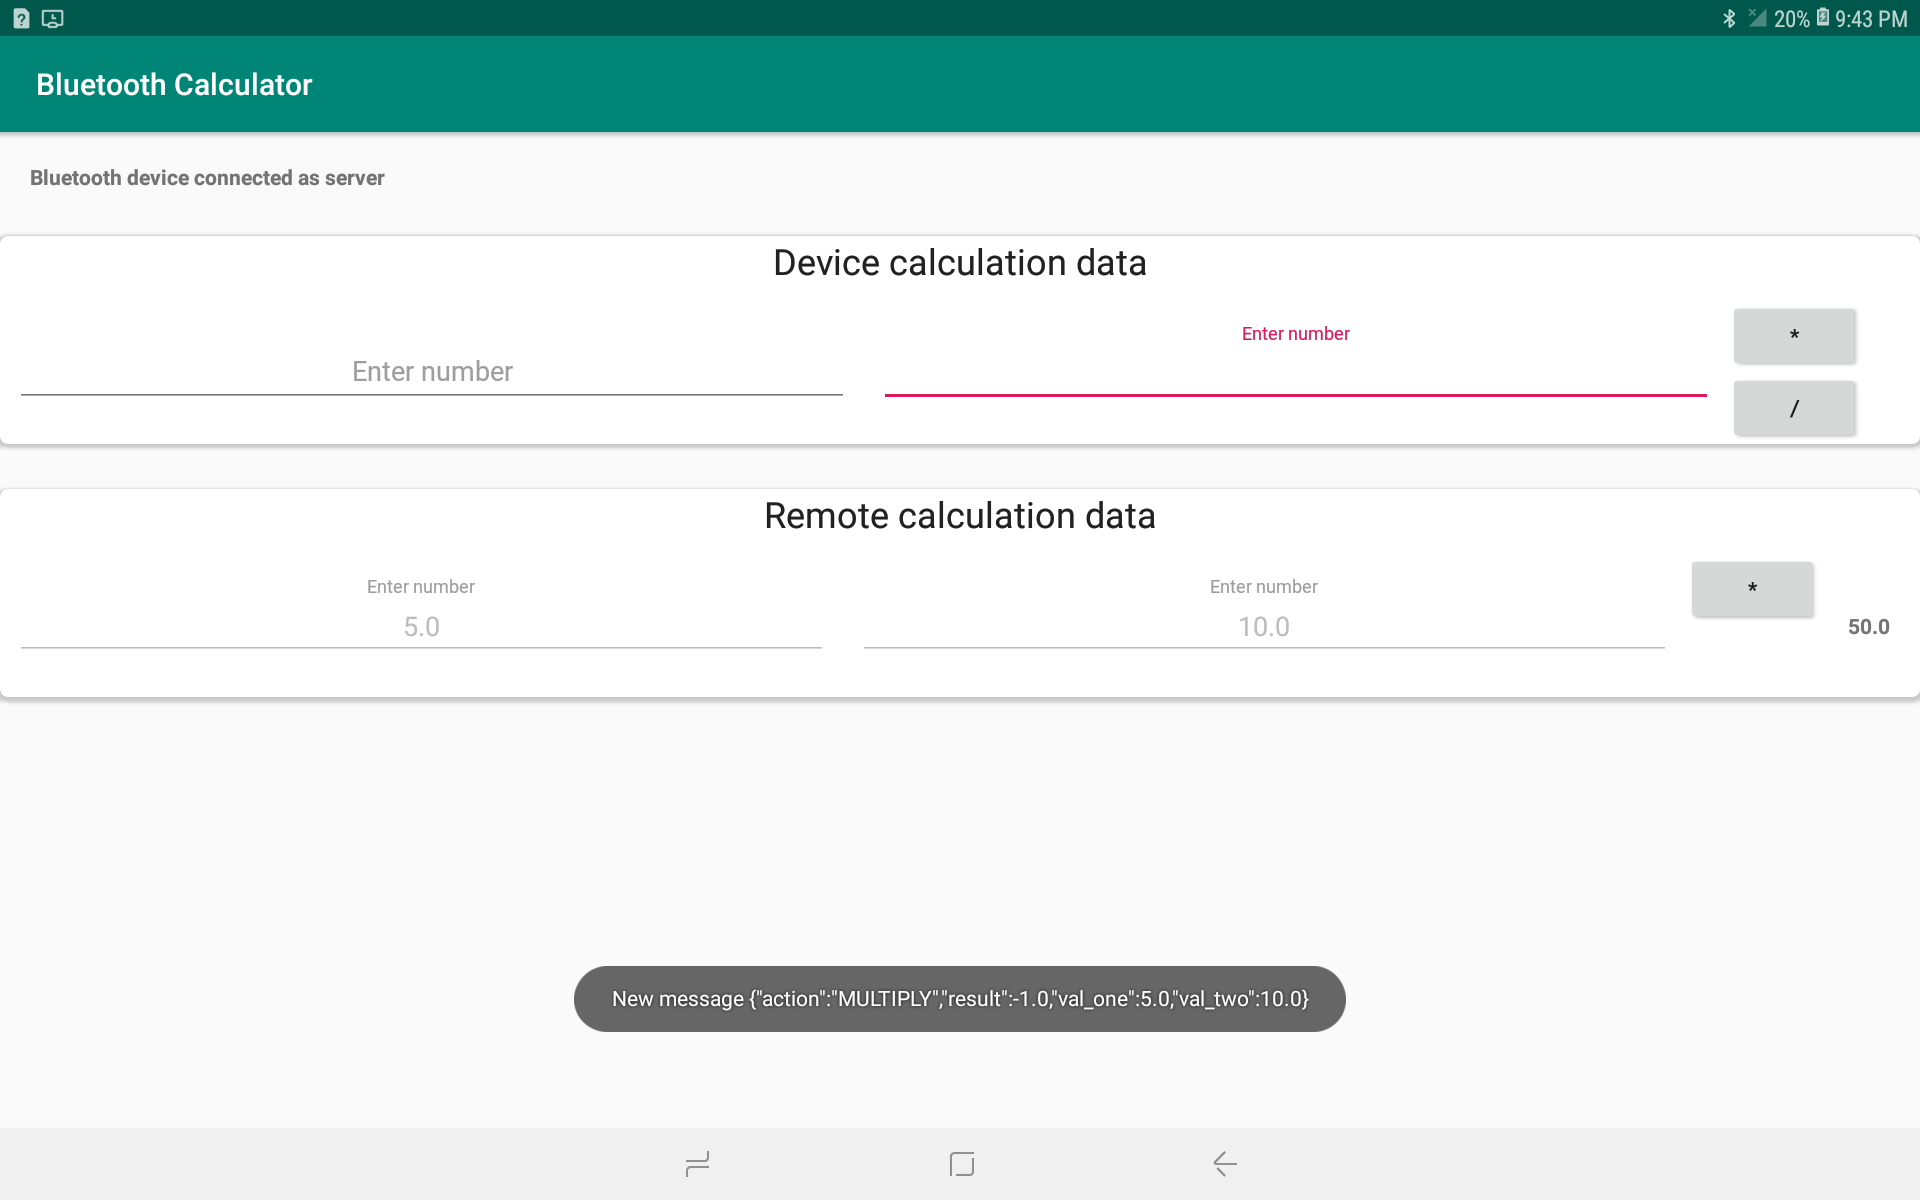 20% 9:43 PM
Bluetooth Calculator
Bluetooth device connected as server
Device calculation data
Enter number
Enter number
*
/
Remote calculation data
Enter number
5.0
Enter number
10.0
*
50.0
New message {"action":"MULTIPLY","result":-1.0,"val_one":5.0,"val_two":10.0}